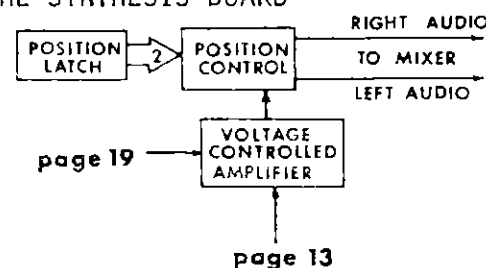 THE SYNTHESIS BOARD
RIGHT AUDIO
POSITION LATCH
2
POSITION CONTROL
TO MIXER
LEFT AUDIO
VOLTAGE
CONTROLLED
AMPLIFIER
page 19
page 13